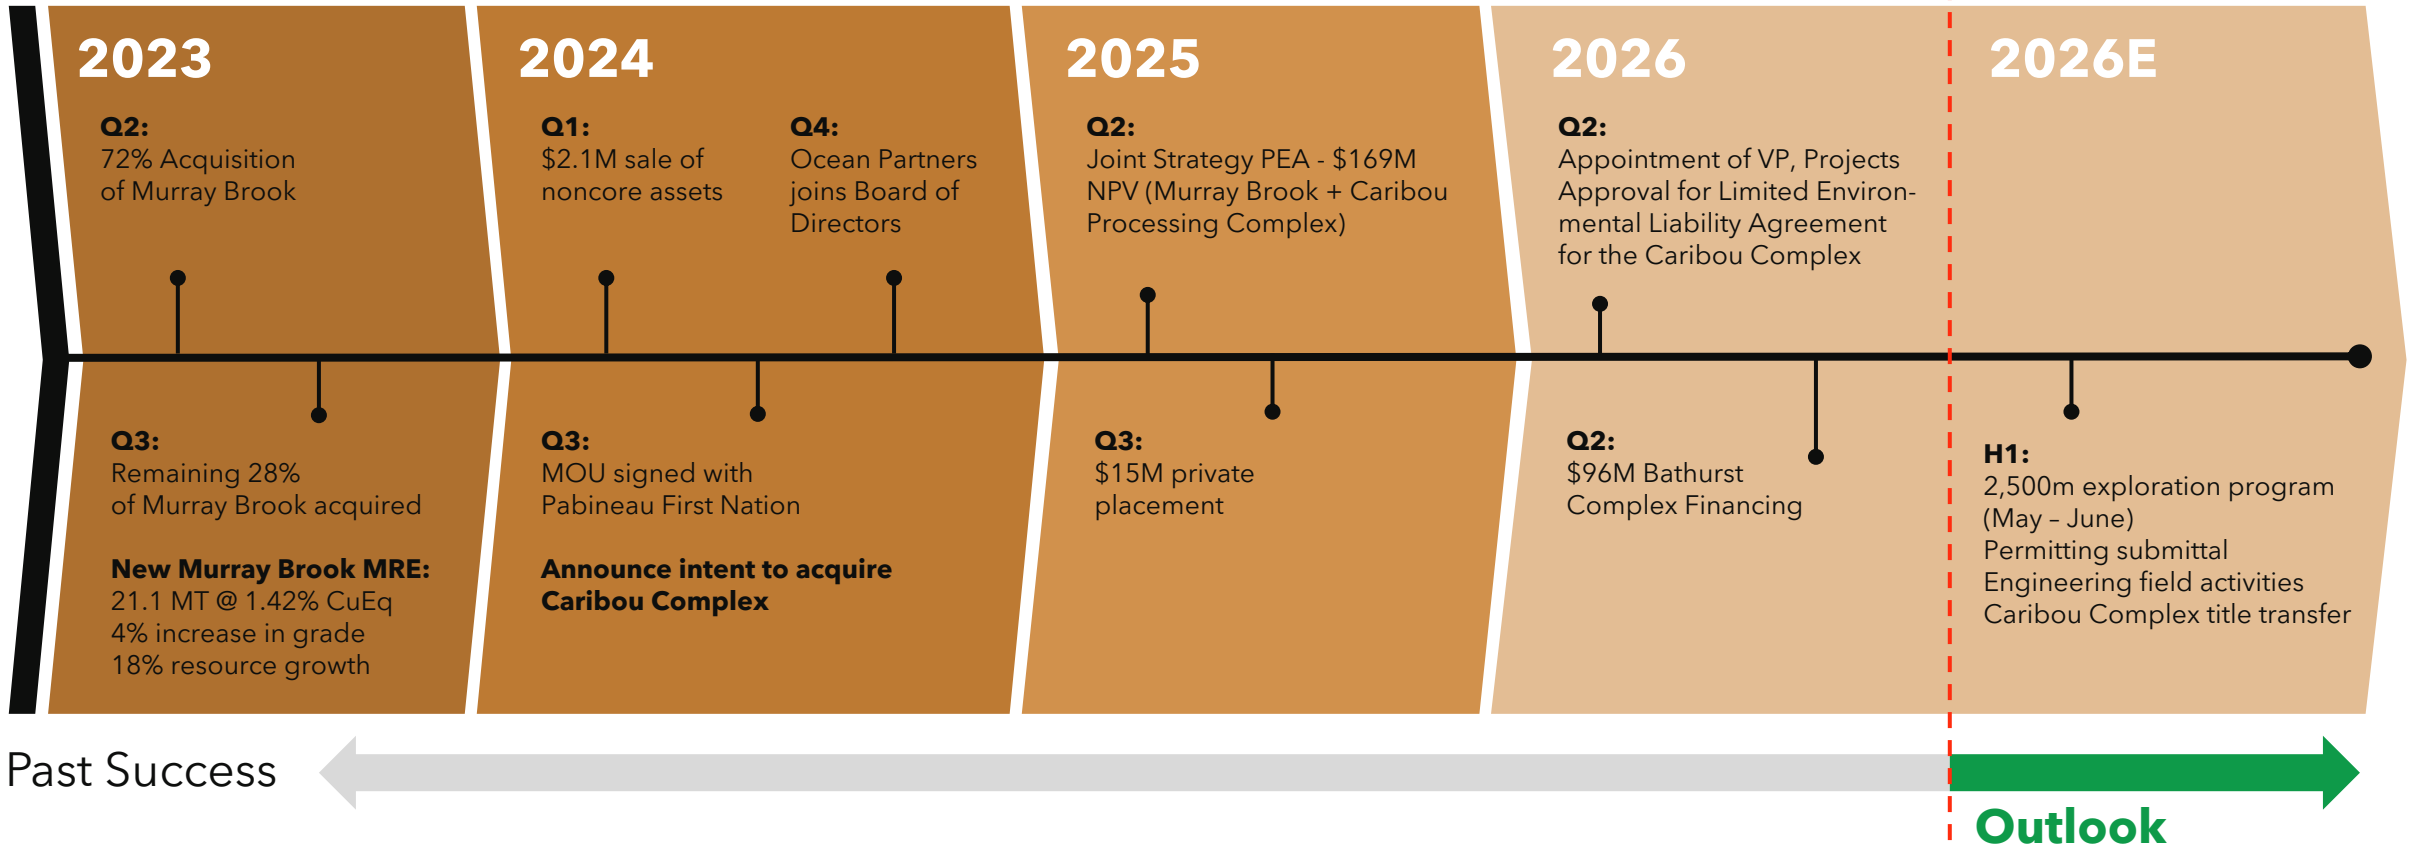 2023
Q2:
72% Acquisition
of Murray Brook
Q3:
Remaining 28%
of Murray Brook acquired
New Murray Brook MRE:
21.1 MT @ 1.42% CuEq
4% increase in grade
18% resource growth
2024
Q1:
$2.1M sale of
noncore assets
Q4:
Ocean Partners
joins Board of
Directors
Q3:
MOU signed with
Pabineau First Nation
Announce intent to acquire
Caribou Complex
2025
Q2:
Joint Strategy PEA - $169M
NPV (Murray Brook + Caribou
Processing Complex)
Q3:
$15M private
placement
2026
Q2:
Appointment of VP, Projects
Approval for Limited Environ-
mental Liability Agreement
for the Caribou Complex
Q2:
$96M Bathurst
Complex Financing
2026E
H1:
2,500m exploration program
(May – June)
Permitting submittal
Engineering field activities
Caribou Complex title transfer
Past Success
Outlook